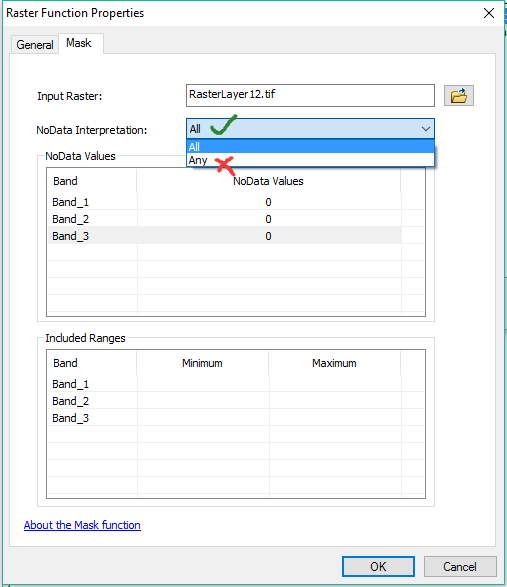 Raster Function Properties
General Mask
Input Raster: RasterLayer12.tif
NoData Interpretation: All
All
Any
NoData Values
Band NoData Values
Band_1 0
Band_2 0
Band_3 0
Included Ranges
Band Minimum Maximum
Band_1
Band_2
Band_3
About the Mask function
OK Cancel